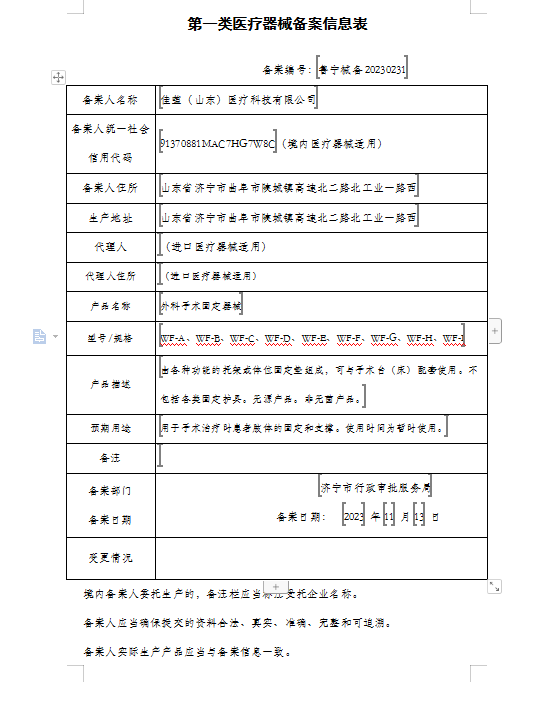 第一类医疗器械备案信息表
备案编号：鲁宁械备20230231
备案人名称 佳莹（山东）医疗科技有限公司
备案人统一社会信用代码 91370881MAC7HG7W8C（境内医疗器械适用）
备案人住所 山东省济宁市曲阜市陵城镇高速北二路北工业一路西
生产地址 山东省济宁市曲阜市陵城镇高速北二路北工业一路西
代理人 （进口医疗器械适用）
代理人住所 （进口医疗器械适用）
产品名称 外科手术固定器械
型号/规格 WF-A、WF-B、WF-C、WF-D、WF-E、WF-F、WF-G、WF-H、WF-I
产品描述 由各种功能的托架或体位固定垫组成，可与手术台（床）配套使用。不
包括各类固定护具。无源产品。非无菌产品。
预期用途 用于手术治疗时患者肢体的固定和支撑。使用时间为暂时使用。
备注
备案部门 济宁市行政审批服务局
备案日期 备案日期： 2023 年 11 月 13 日
变更情况
境内备案人委托生产的，备注栏应当标注受托企业名称。
备案人应当确保提交的资料合法、真实、准确、完整和可追溯。
备案人实际生产产品应当与备案信息一致。